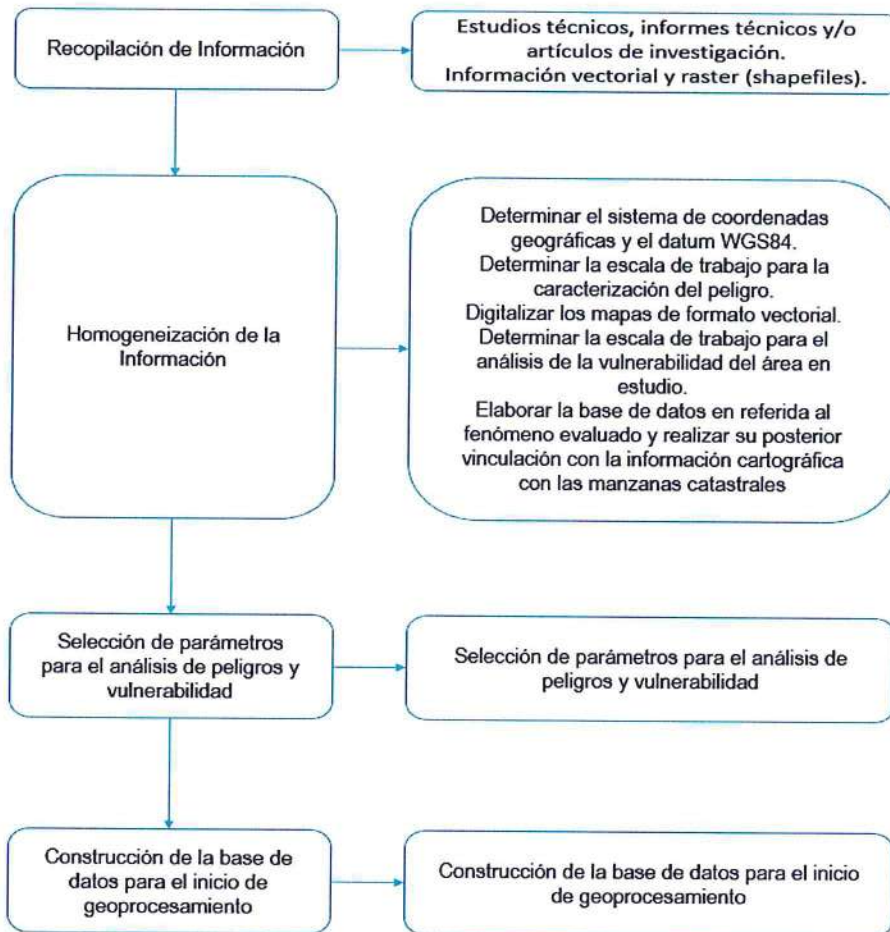 Recopilación de Información
Estudios técnicos, informes técnicos y/o
artículos de investigación.
Información vectorial y raster (shapefiles).
Homogeneización de la
Información
Determinar el sistema de coordenadas
geográficas y el datum WGS84.
Determinar la escala de trabajo para la
caracterización del peligro.
Digitalizar los mapas de formato vectorial.
Determinar la escala de trabajo para el
análisis de la vulnerabilidad del área en
estudio.
Elaborar la base de datos en referida al
fenómeno evaluado y realizar su posterior
vinculación con la información cartográfica
con las manzanas catastrales
Selección de parámetros
para el análisis de peligros y
vulnerabilidad
Selección de parámetros para el análisis de
peligros y vulnerabilidad
Construcción de la base de
datos para el inicio de
geoprocesamiento
Construcción de la base de datos para el inicio
de geoprocesamiento